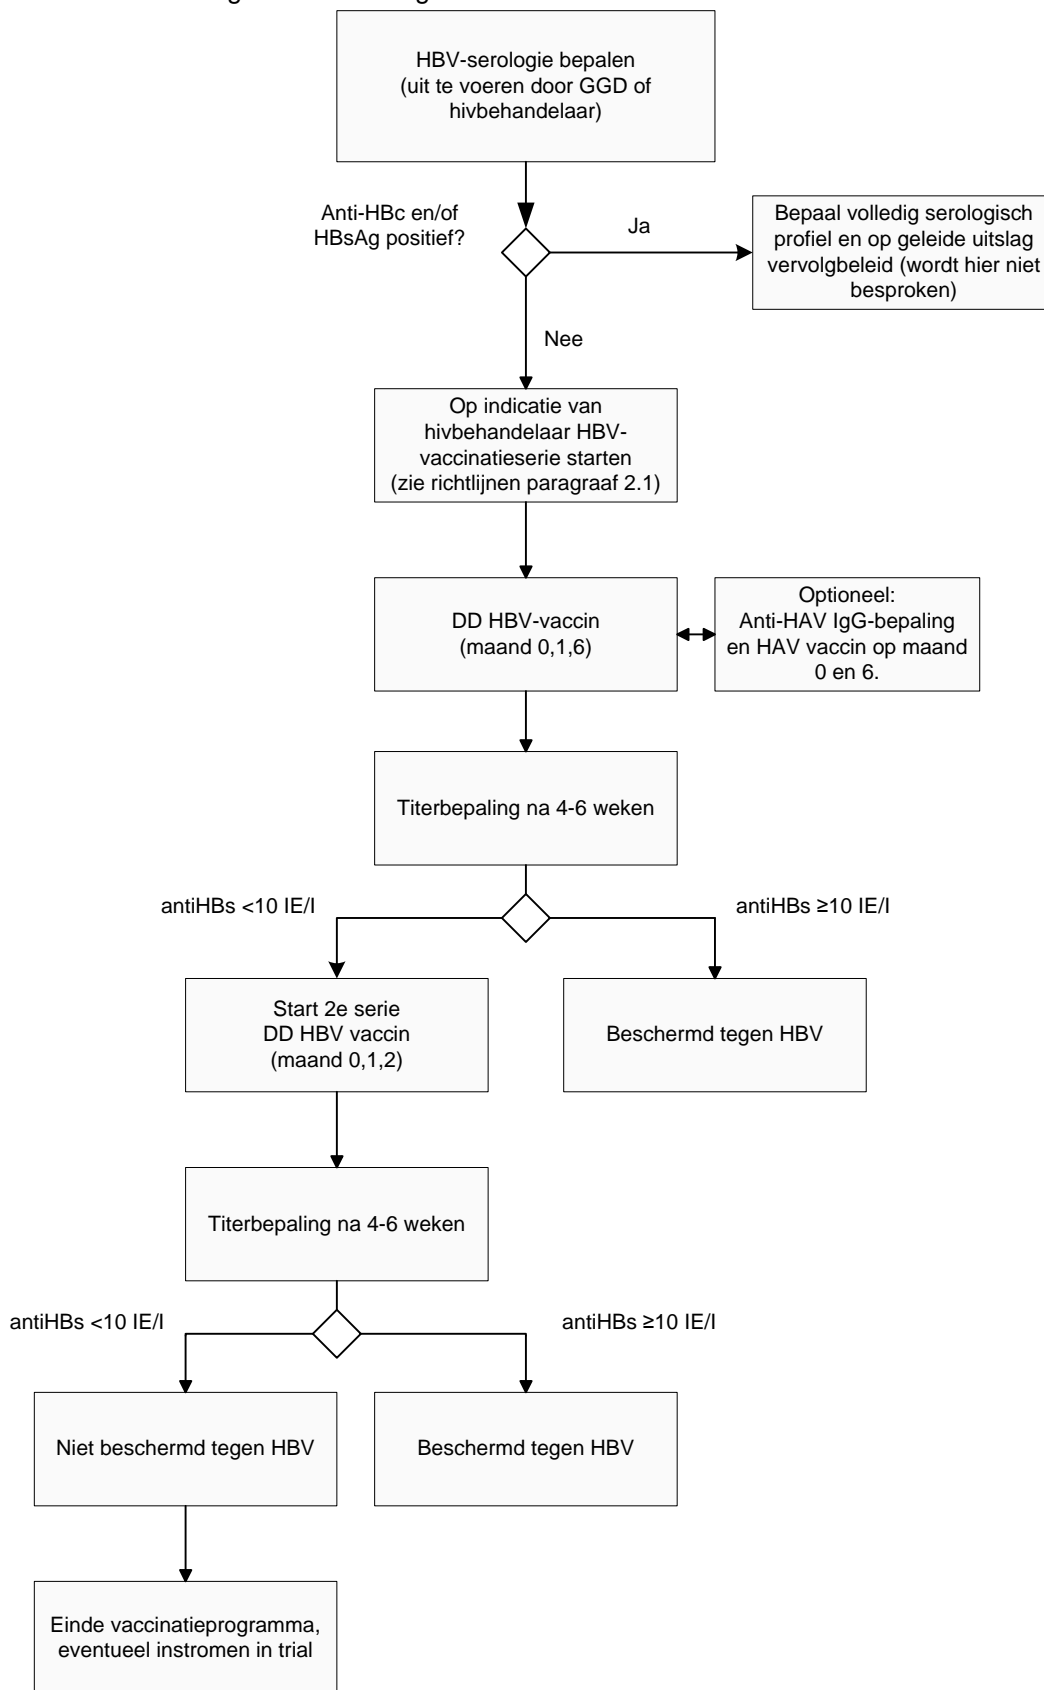 HBV-serologie bepalen
(uit te voeren door GGD of
hivbehandelaar)
Anti-HBc en/of
HBsAg positief?
Ja
Bepaal volledig serologisch
profiel en op geleide uitslag
vervolgbeleid (wordt hier niet
besproken)
Nee
Op indicatie van
hivbehandelaar HBV-
vaccinatieserie starten
(zie richtlijnen paragraaf 2.1)
DD HBV-vaccin
(maand 0,1,6)
Optioneel:
Anti-HAV IgG-bepaling
en HAV vaccin op maand
0 en 6.
Titerbepaling na 4-6 weken
antiHBs <10 IE/l
antiHBs ≥10 IE/l
Start 2e serie
DD HBV vaccin
(maand 0,1,2)
Beschermd tegen HBV
Titerbepaling na 4-6 weken
antiHBs <10 IE/l
antiHBs ≥10 IE/l
Niet beschermd tegen HBV
Beschermd tegen HBV
Einde vaccinatieprogramma,
eventueel instromen in trial